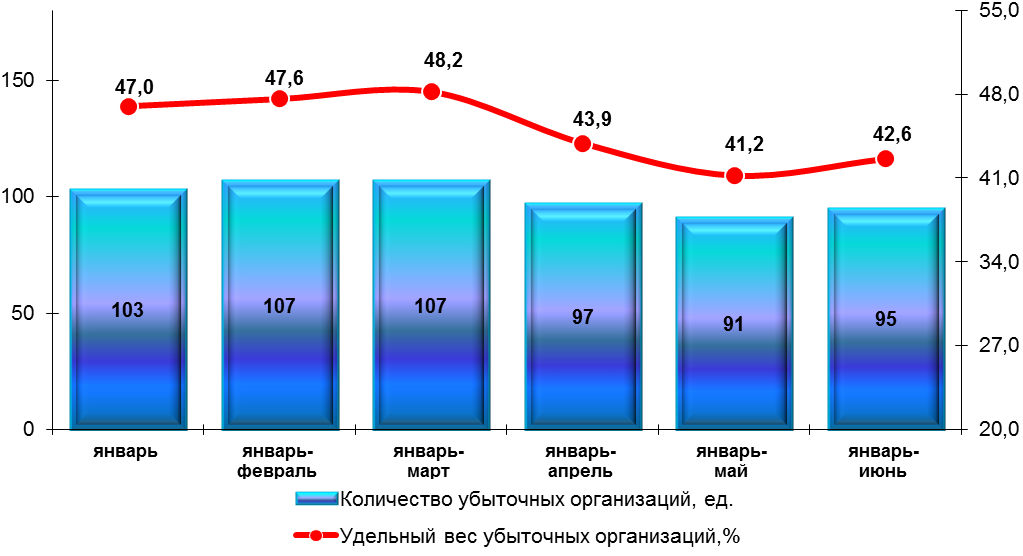 55,0
150
48,2
47,0
47,6
48,0
43,9
41,2
42,6
100
41,0
34,0
103
107
107
97
91
95
50
27,0
0
20,0
январь
январь-
февраль
январь-
март
январь-
апрель
январь-
май
январь-
июнь
Количество убыточных организаций, ед.
Удельный вес убыточных организаций,%